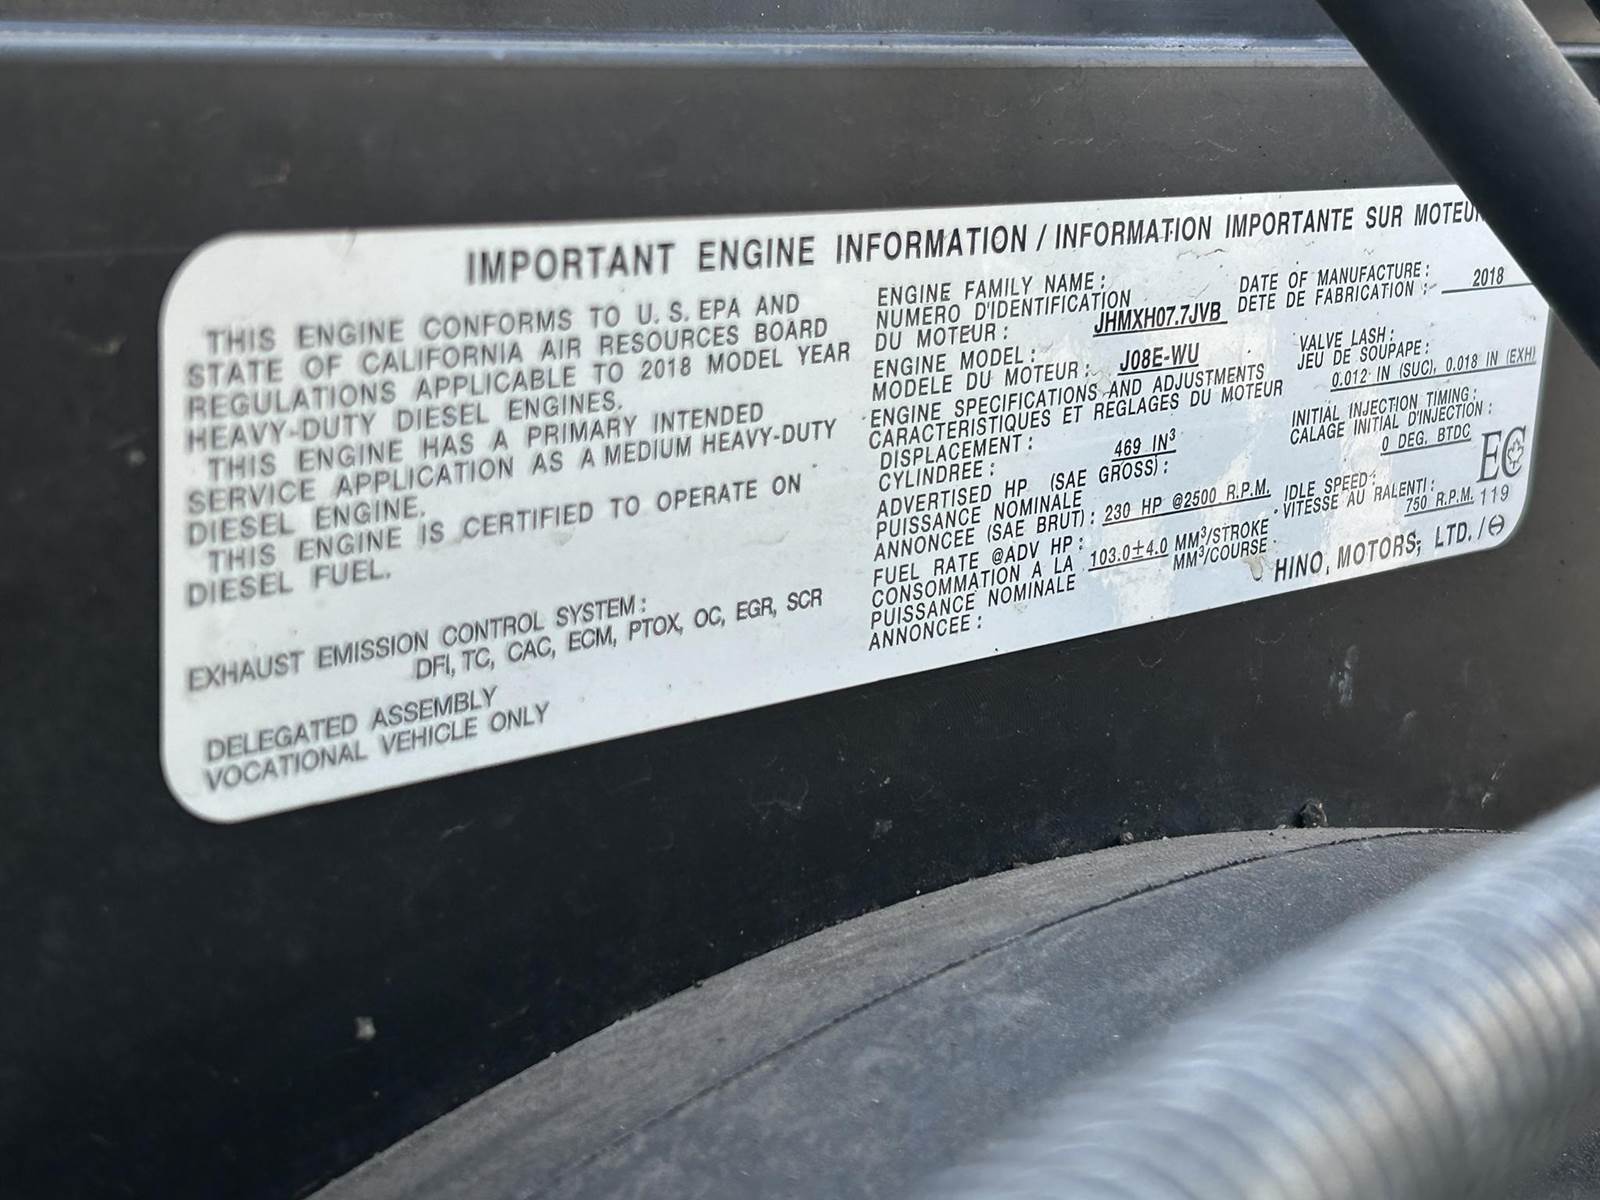 IMPORTANT ENGINE INFORMATION / INFORMATION IMPORTANTE SUR MOTEUR
THIS ENGINE CONFORMS TO U.S. EPA AND
STATE OF CALIFORNIA AIR RESOURCES BOARD
REGULATIONS APPLICABLE TO 2018 MODEL YEAR
HEAVY-DUTY DIESEL ENGINES.
THIS ENGINE HAS A PRIMARY INTENDED
SERVICE APPLICATION AS A MEDIUM HEAVY-DUTY
DIESEL ENGINE.
THIS ENGINE IS CERTIFIED TO OPERATE ON
DIESEL FUEL.
EXHAUST EMISSION CONTROL SYSTEM:
DFI, TC, CAC, ECM, PTOX, OC, EGR, SCR
DELEGATED ASSEMBLY
VOCATIONAL VEHICLE ONLY
ENGINE FAMILY NAME:
NUMERO D'IDENTIFICATION
DU MOTEUR: JHMXH07.7JVB
ENGINE MODEL:
MODELE DU MOTEUR: J08E-WU
ENGINE SPECIFICATIONS AND ADJUSTMENTS
CARACTERISTIQUES ET REGLAGES DU MOTEUR
DISPLACEMENT:
CYLINDREE: 469 IN³
ADVERTISED HP (SAE GROSS):
PUISSANCE NOMINALE
ANNONCEE (SAE BRUT): 230 HP @2500 R.P.M.
FUEL RATE @ADV HP: 103.0±4.0 MM³/STROKE
CONSOMMATION A LA MM³/COURSE
PUISSANCE NOMINALE
ANNONCEE:
DATE OF MANUFACTURE:
DETE DE FABRICATION: 2018
VALVE LASH:
JEU DE SOUPAPE:
0.012 IN (SUC), 0.018 IN (EXH)
INITIAL INJECTION TIMING:
CALAGE INITIAL D'INJECTION:
0 DEG. BTDC
IDLE SPEED:
VITESSE AU RALENTI:
750 R.P.M. 119
HINO, MOTORS, LTD. /